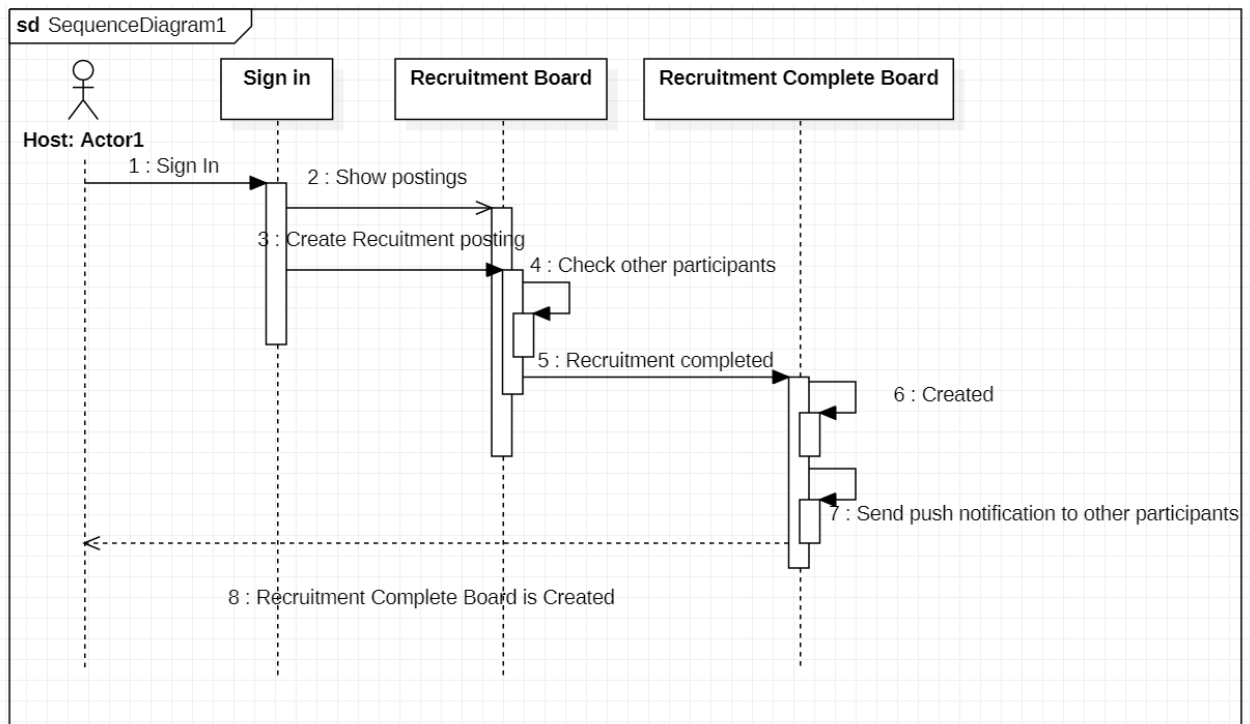 sd SequenceDiagram1
Sign in
Recruitment Board
Recruitment Complete Board
Host: Actor1
1 : Sign In
2 : Show postings
3 : Create Recuitment posting
4 : Check other participants
5 : Recruitment completed
6 : Created
7 : Send push notification to other participants
8 : Recruitment Complete Board is Created